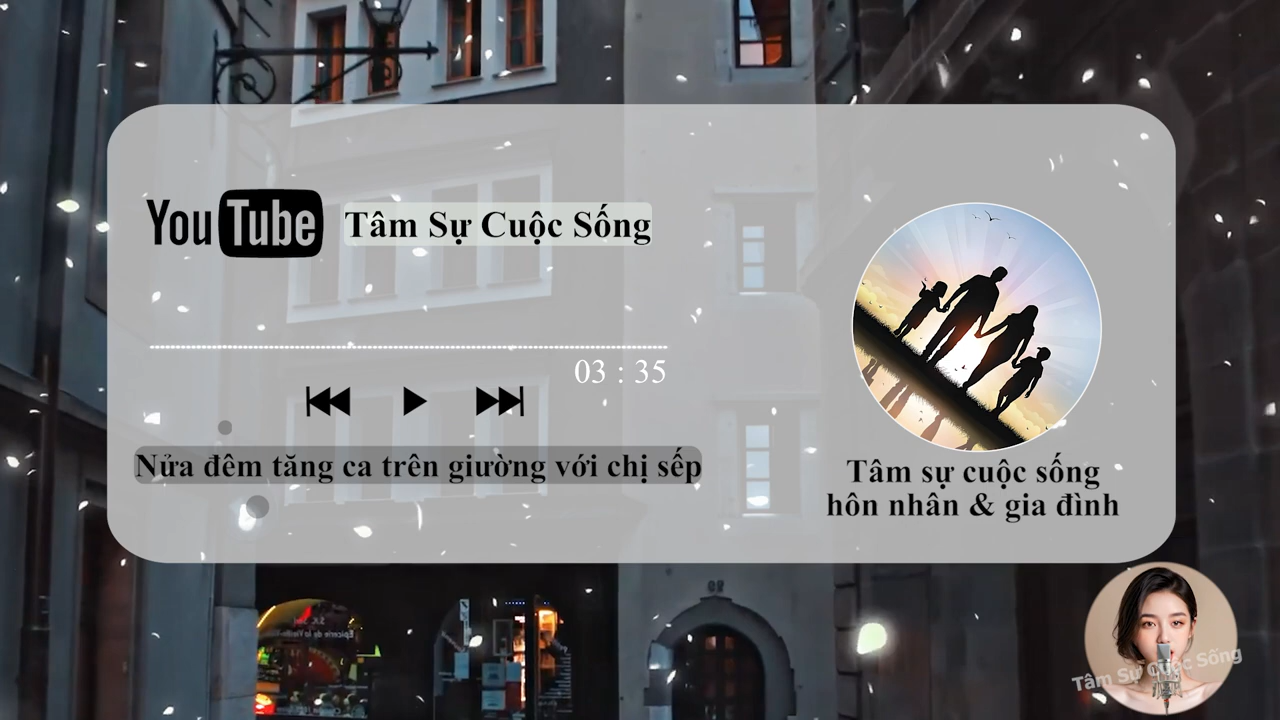 YouTube
Tâm Sự Cuộc Sống
03 : 35
Nửa đêm tăng ca trên giường với chị sếp
Tâm sự cuộc sống
hôn nhân & gia đình
Tâm Sự Cuộc Sống